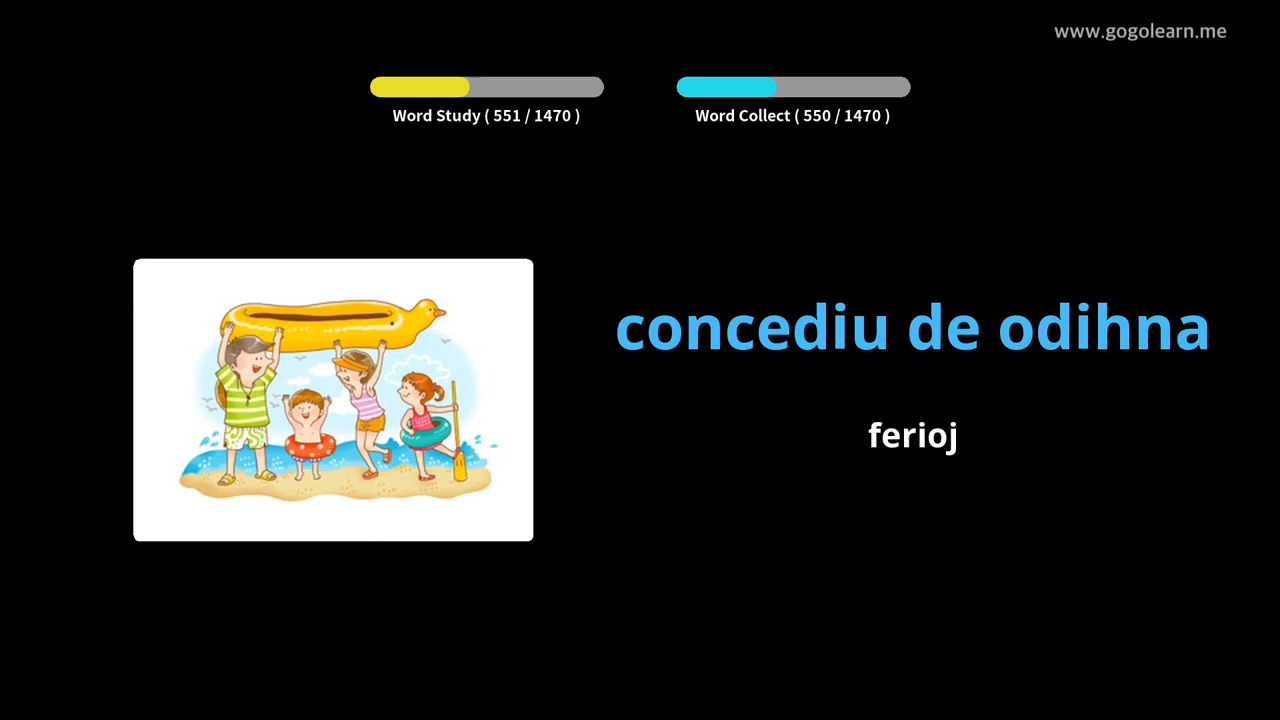 www.gogolearn.me
Word Study ( 551 / 1470 )
Word Collect ( 550 / 1470 )
concediu de odihna
ferioj